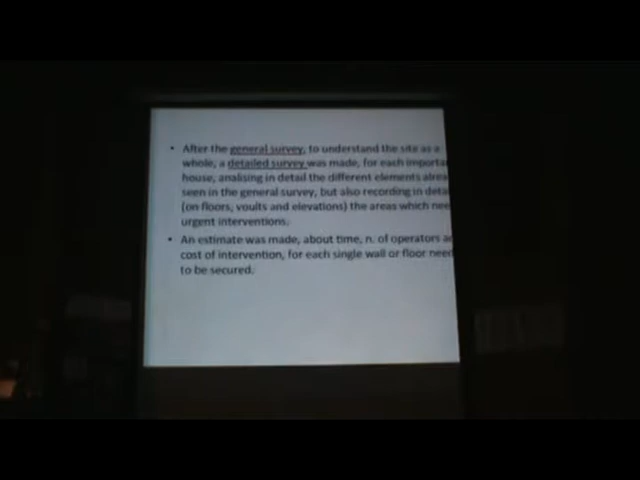 • After the general survey, to understand the site as a
whole, a detailed survey was made, for each importa
house, analising in detail the different elements alrea
seen in the general survey, but also recording in deta
(on floors, voults and elevations) the areas which nee
urgent interventions.
• An estimate was made, about time, n. of operators a
cost of intervention, for each single wall or floor need
to be secured.